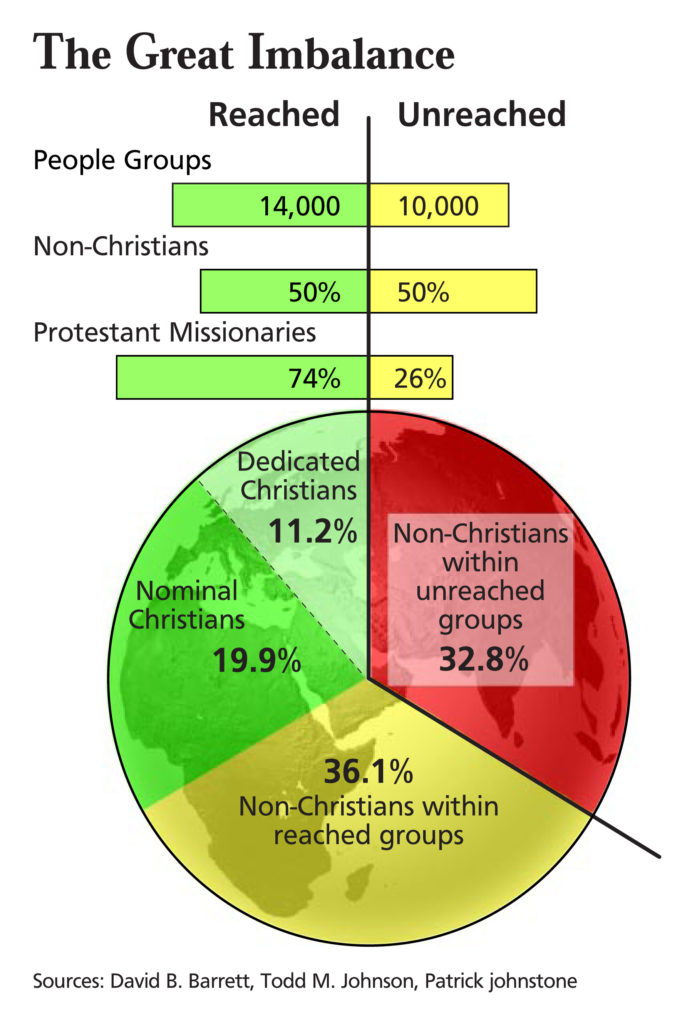 The Great Imbalance
Reached Unreached
People Groups
14,000 10,000
Non-Christians
50% 50%
Protestant Missionaries
74% 26%
Dedicated
Christians
11.2%
Non-Christians
within
unreached
groups
32.8%
Nominal
Christians
19.9%
36.1%
Non-Christians within
reached groups
Sources: David B. Barrett, Todd M. Johnson, Patrick johnstone